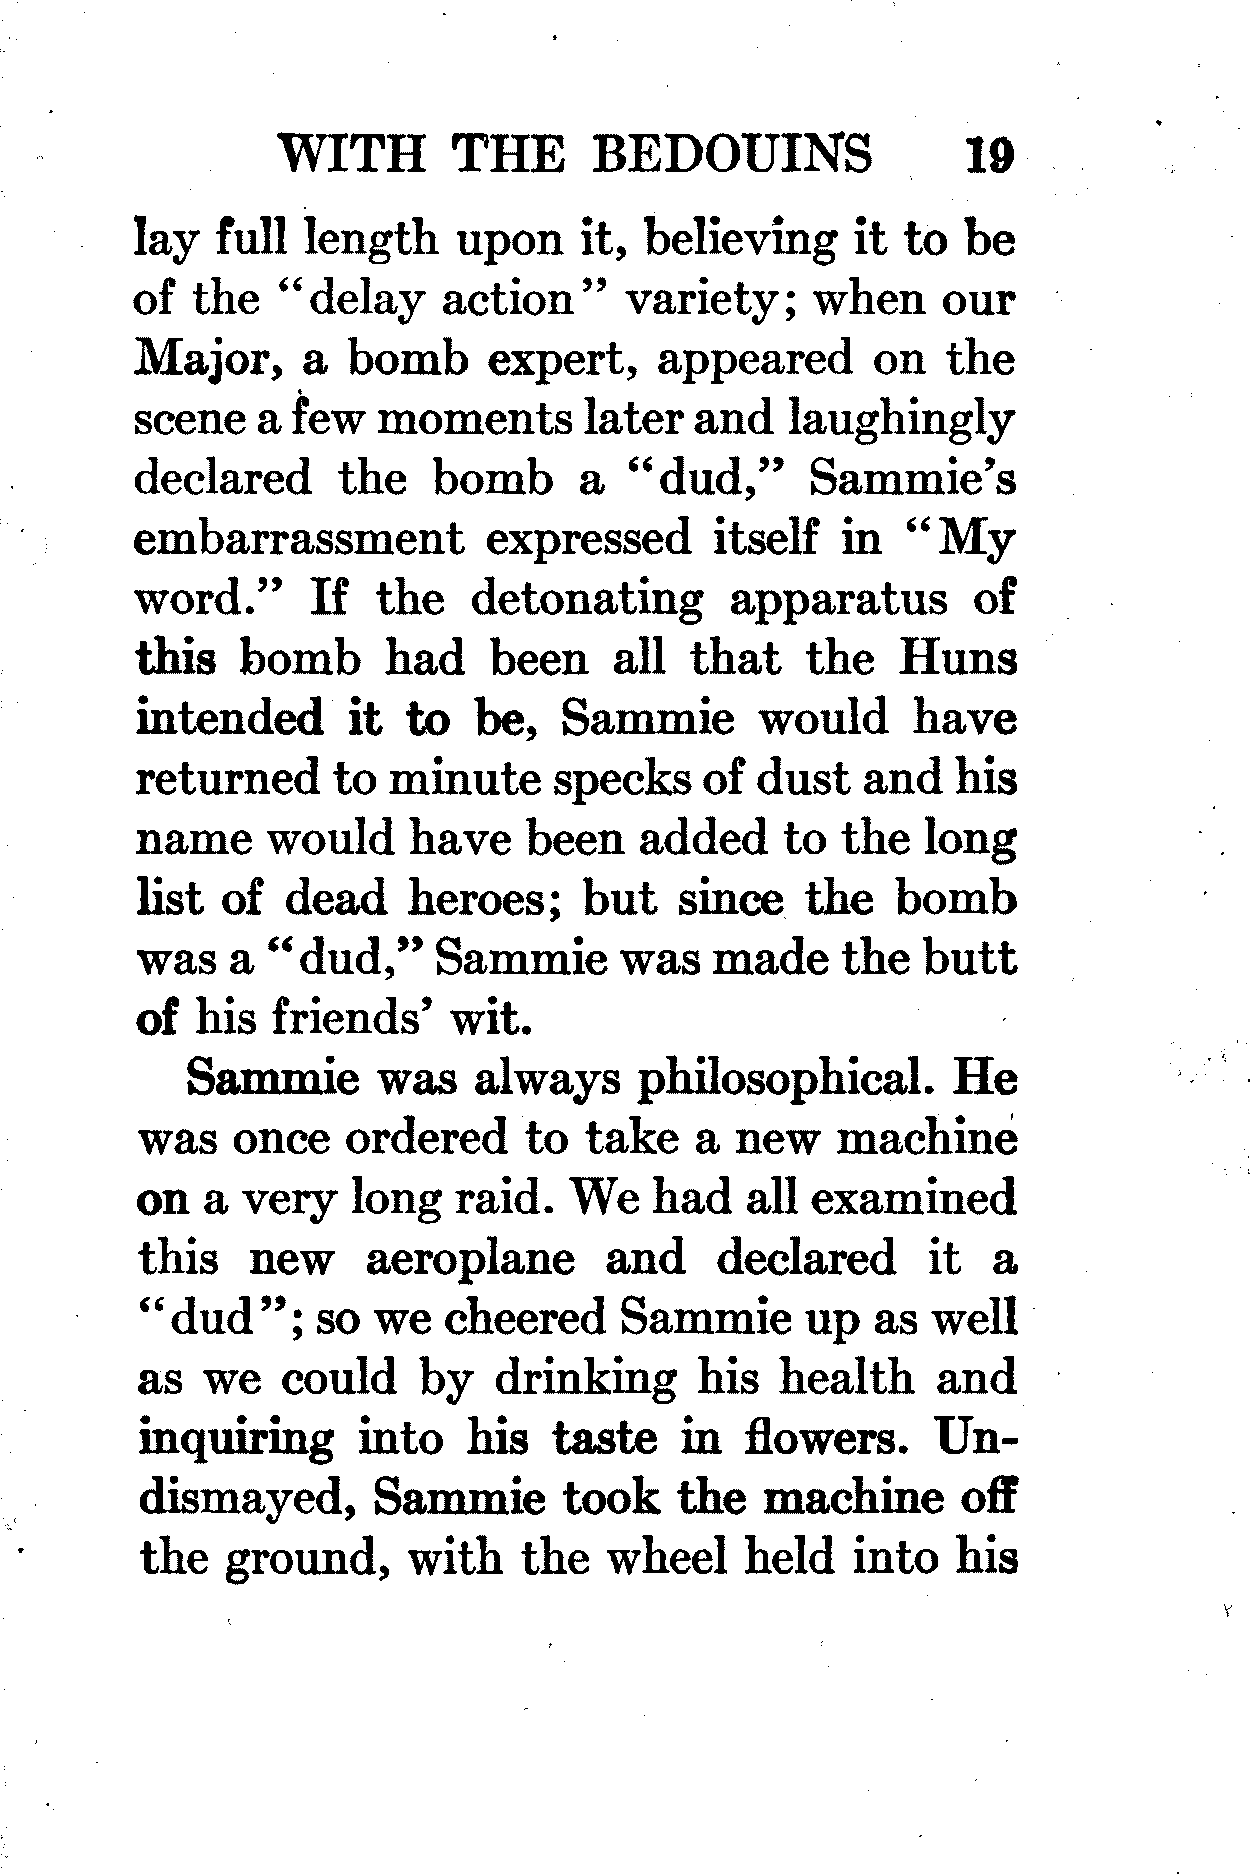 WITH THE BEDOUINS 19
lay full length upon it, believing it to be
of the "delay action" variety; when our
Major, a bomb expert, appeared on the
scene a few moments later and laughingly
declared the bomb a "dud," Sammie's
embarrassment expressed itself in "My
word." If the detonating apparatus of
this bomb had been all that the Huns
intended it to be, Sammie would have
returned to minute specks of dust and his
name would have been added to the long
list of dead heroes; but since the bomb
was a "dud," Sammie was made the butt
of his friends' wit.
Sammie was always philosophical. He
was once ordered to take a new machine
on a very long raid. We had all examined
this new aeroplane and declared it a
"dud"; so we cheered Sammie up as well
as we could by drinking his health and
inquiring into his taste in flowers. Un-
dismayed, Sammie took the machine off
the ground, with the wheel held into his